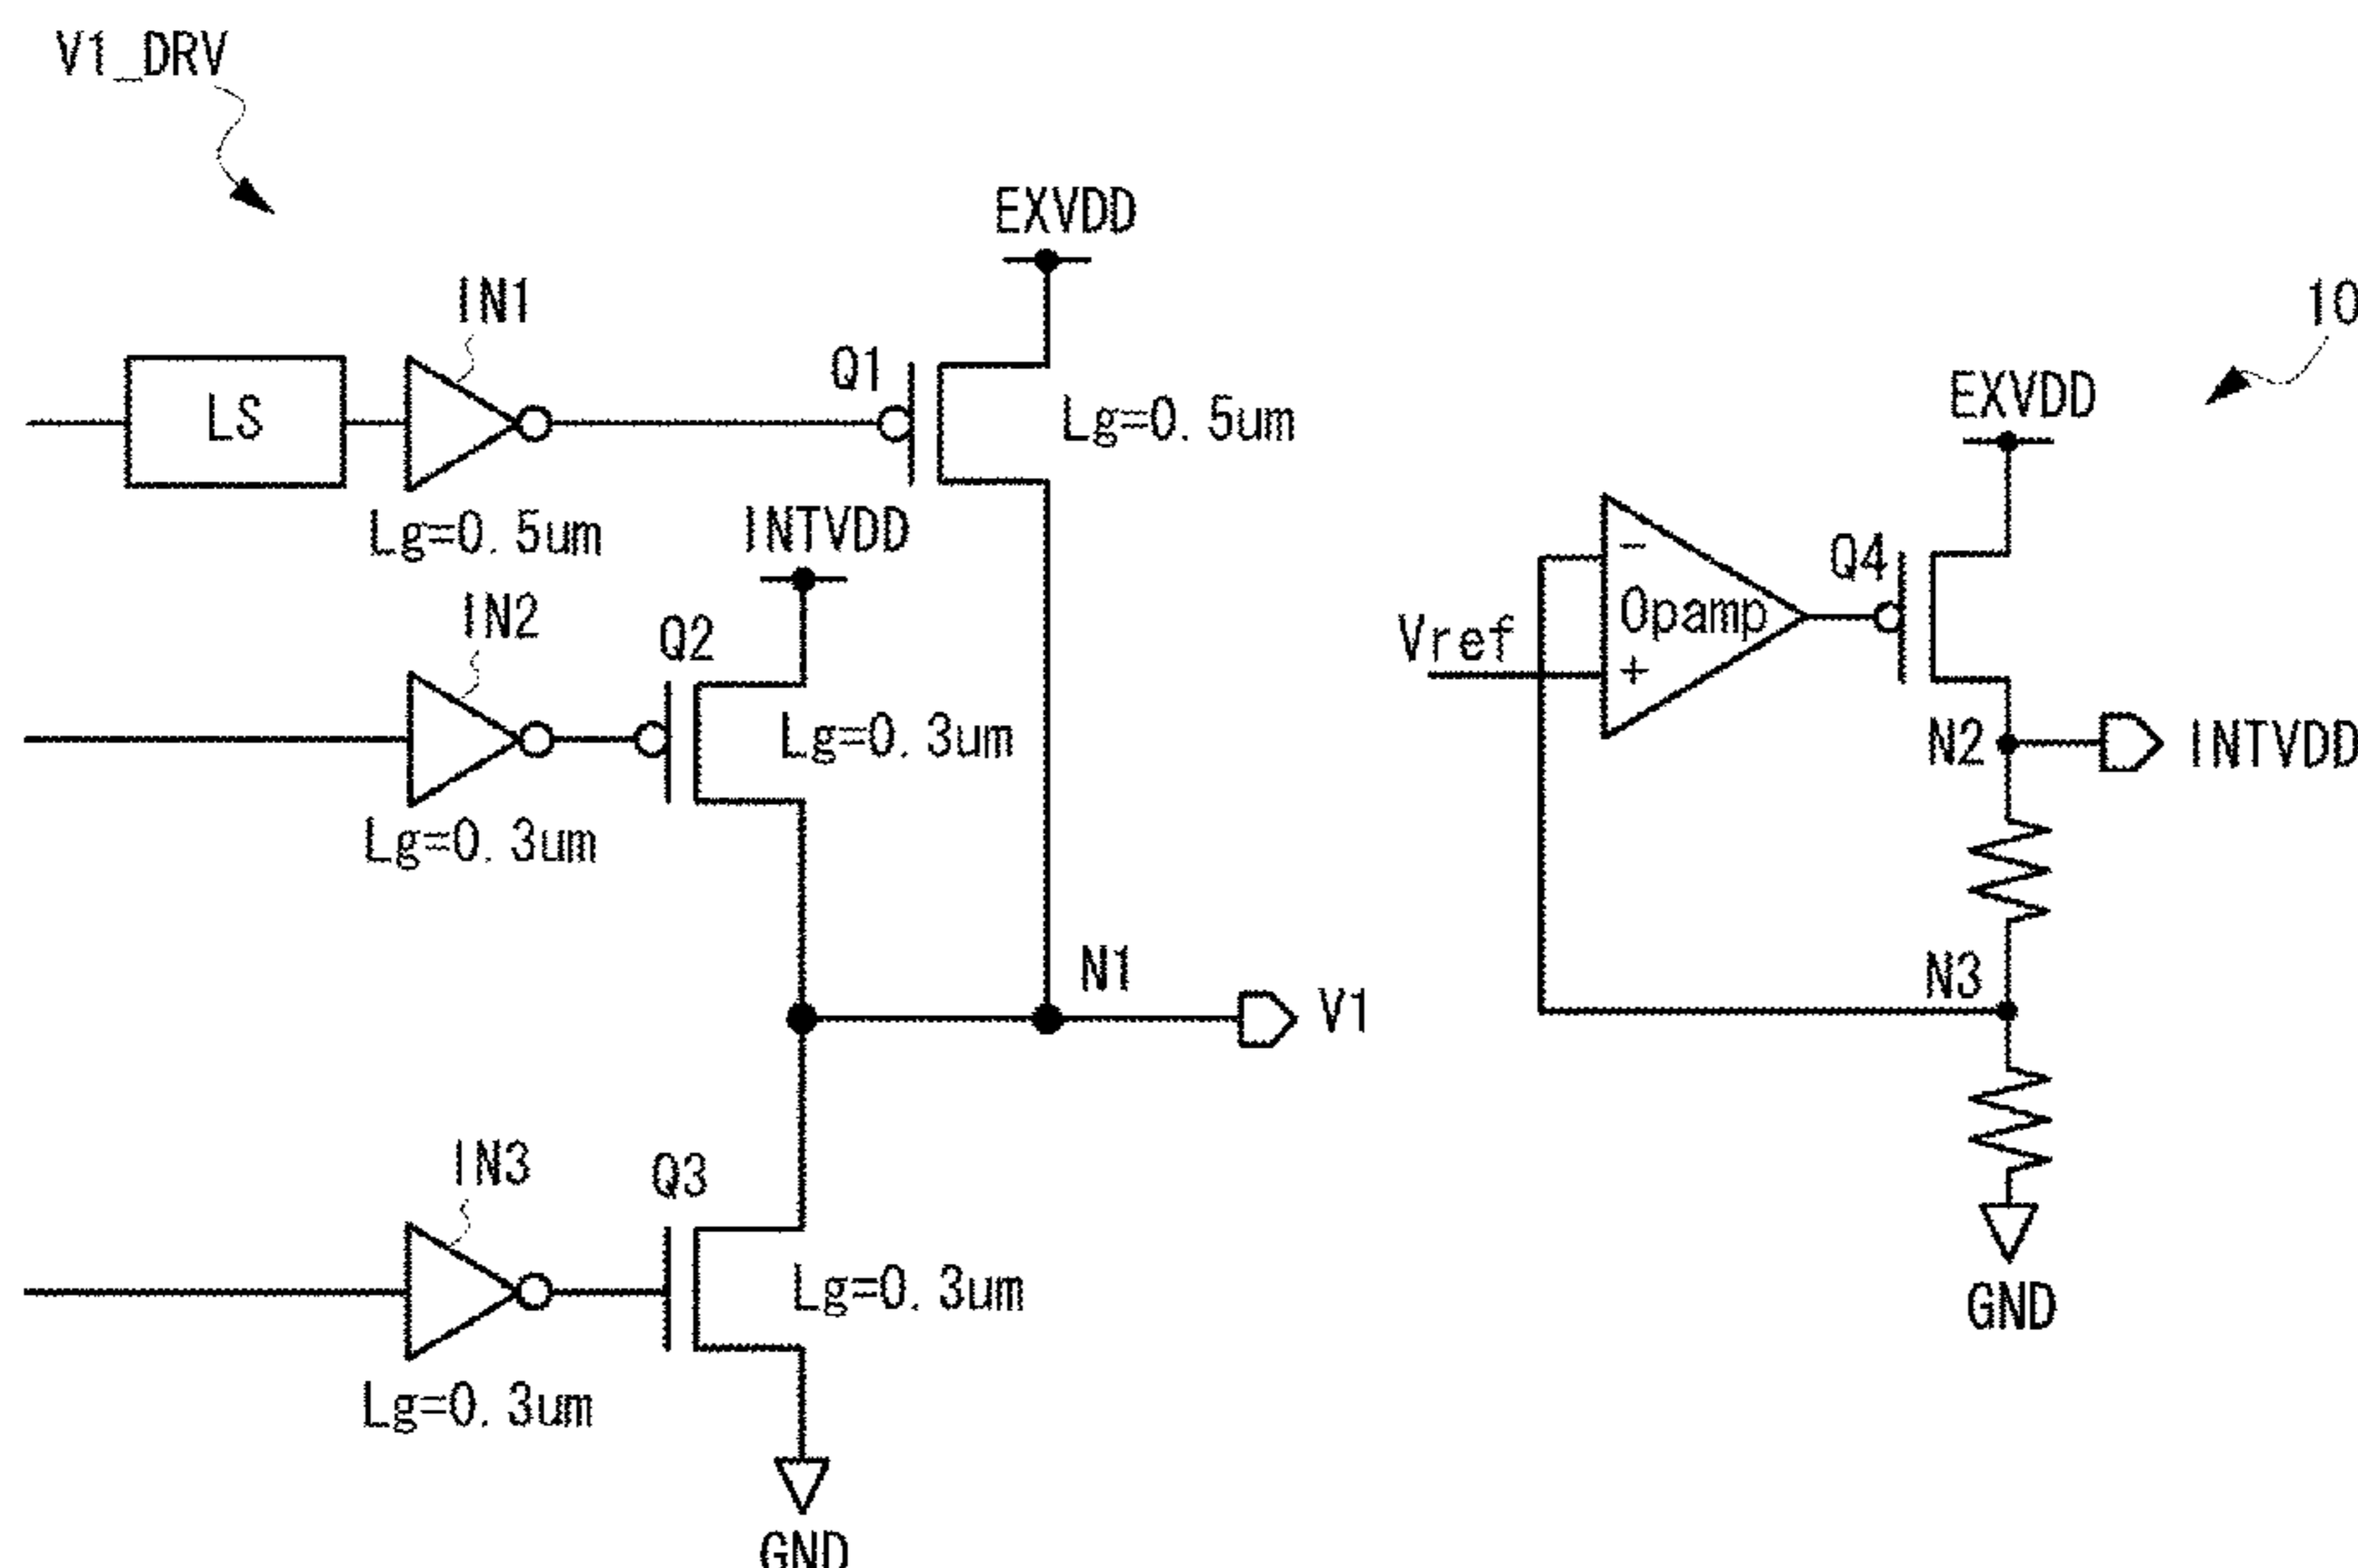 V1_DRV
EXVDD
IN1
Q1
LS
Lg=0.5um
Lg=0.5um
INTVDD
IN2
Q2
Lg=0.3um
Lg=0.3um
N1
V1
IN3
Q3
Lg=0.3um
Lg=0.3um
GND
10
EXVDD
Q4
-
Opamp
Vref
+
N2
INTVDD
N3
GND